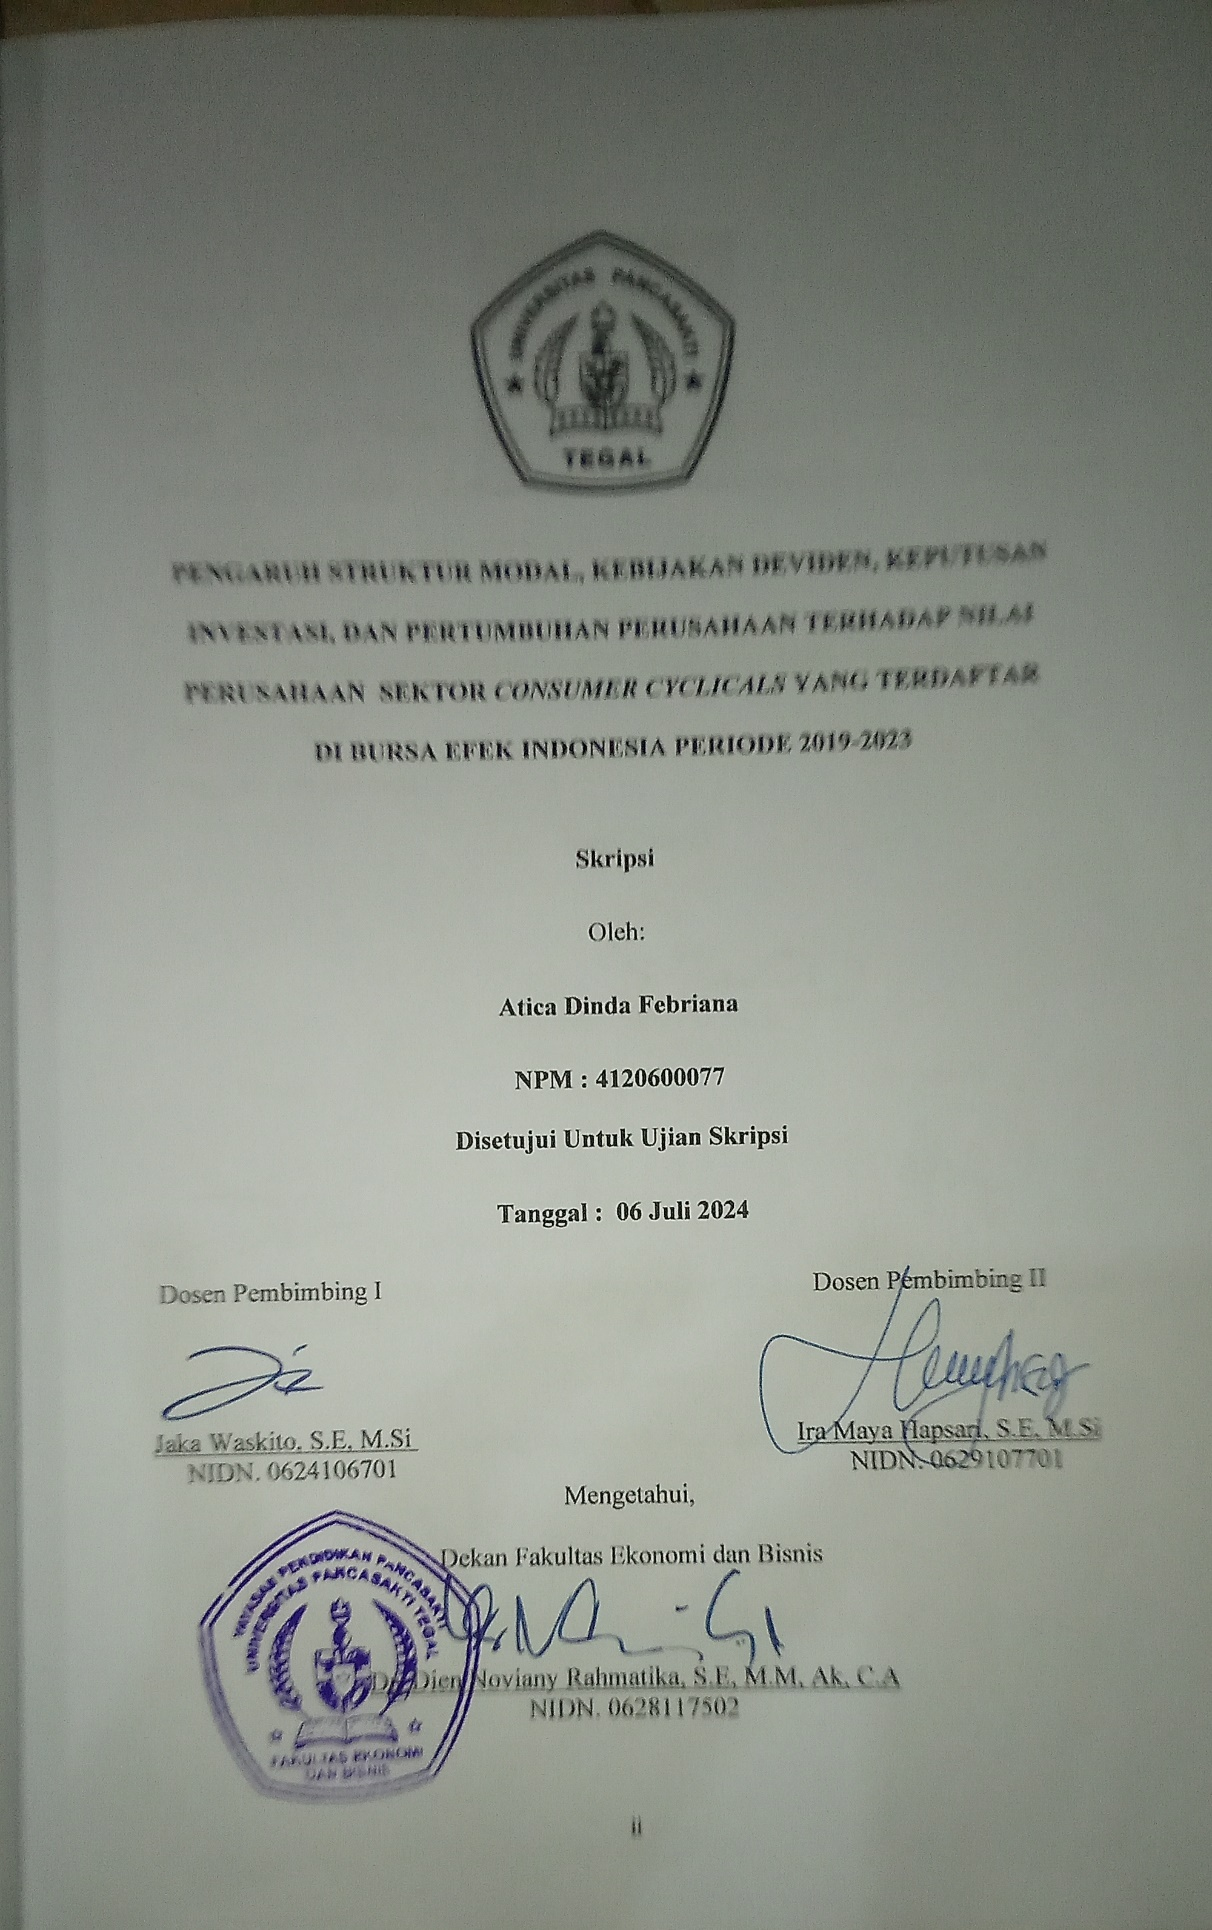 UNIVERSITAS PANCASAKTI
TEGAL
PENGARUH STRUKTUR MODAL, KEBIJAKAN DEVIDEN, KEPUTUSAN
INVESTASI, DAN PERTUMBUHAN PERUSAHAAN TERHADAP NILAI
PERUSAHAAN SEKTOR CONSUMER CYCLICALS YANG TERDAFTAR
DI BURSA EFEK INDONESIA PERIODE 2019-2023
Skripsi
Oleh:
Atica Dinda Febriana
NPM : 4120600077
Disetujui Untuk Ujian Skripsi
Tanggal : 06 Juli 2024
Dosen Pembimbing I
Dosen Pembimbing II
Jaka Waskito, S.E, M.Si
NIDN. 0624106701
Ira Maya Hapsari, S.E, M.Si
NIDN. 0629107701
Mengetahui,
Dekan Fakultas Ekonomi dan Bisnis
Dr. Dien Noviany Rahmatika, S.E, M.M, Ak, C.A
NIDN. 0628117502
YAYASAN PENDIDIKAN PANCASAKTI
UNIVERSITAS PANCASAKTI TEGAL
FAKULTAS EKONOMI
DAN BISNIS
ii